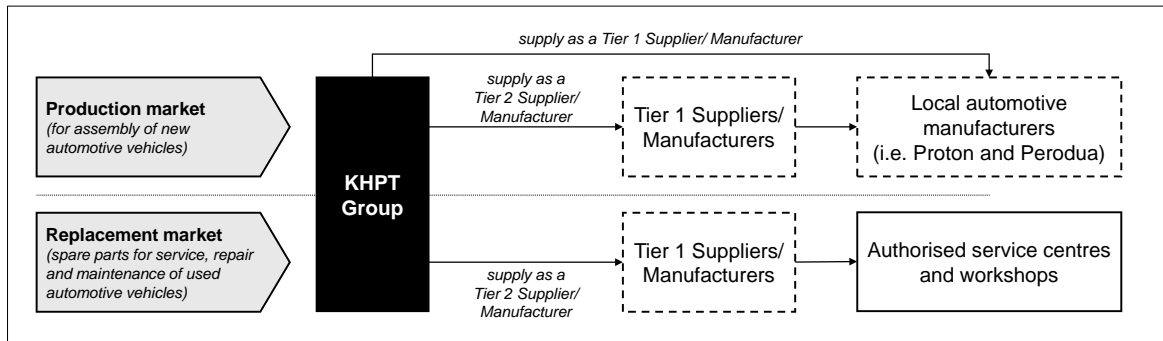 supply as a Tier 1 Supplier/ Manufacturer
Production market
(for assembly of new
automotive vehicles)
supply as a
Tier 2 Supplier/
Manufacturer
Tier 1 Suppliers/
Manufacturers
Local automotive
manufacturers
(i.e. Proton and Perodua)
KHPT
Group
Replacement market
(spare parts for service, repair
and maintenance of used
automotive vehicles)
supply as a
Tier 2 Supplier/
Manufacturer
Tier 1 Suppliers/
Manufacturers
Authorised service centres
and workshops